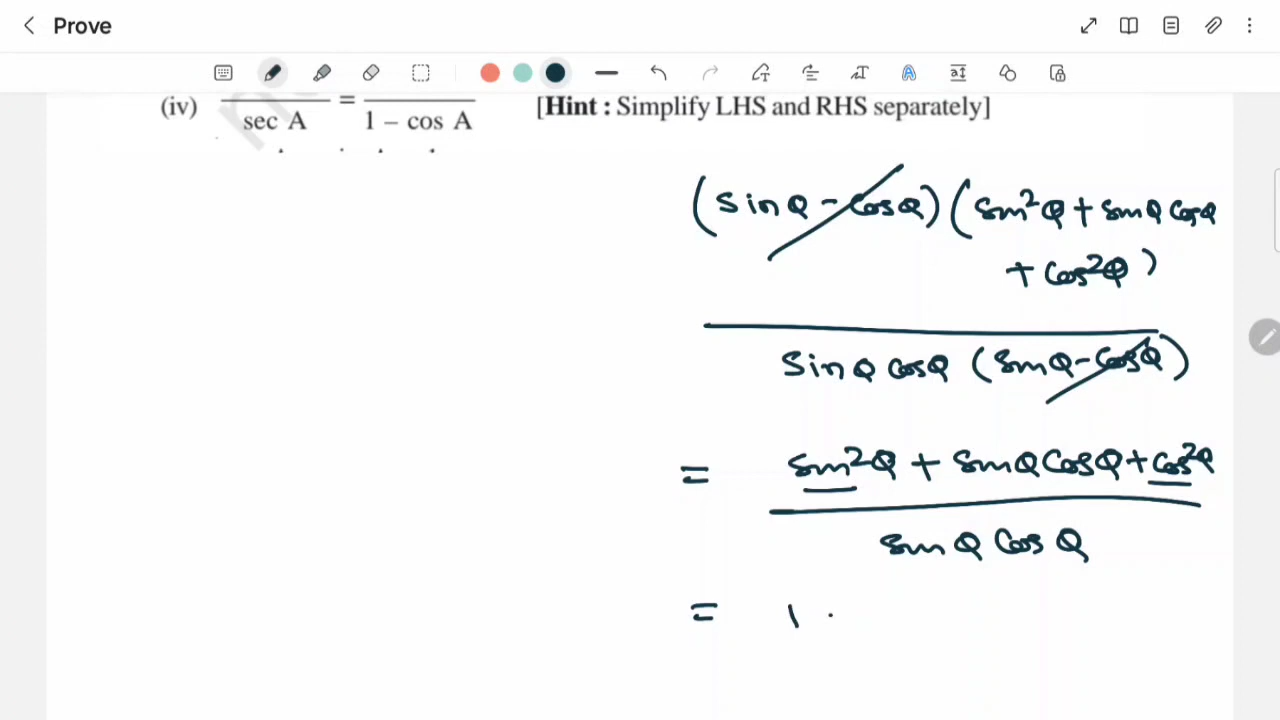 Prove
(iv) sec A = 1 – cos A [Hint : Simplify LHS and RHS separately]
(sinθ - cosθ) (sin²θ + sinθ cosθ
+ cos²θ)
sinθ cosθ (sinθ - cosθ)
= sin²θ + sinθ cosθ + cos²θ
sinθ cosθ
= 1